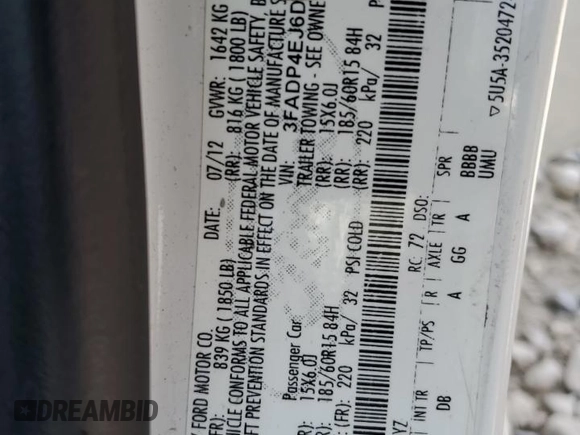 Y FORD MOTOR CO.
DATE: 07/12 GVWR: 1642 KG
FR): 839 KG (1850 LB) (RR): 816 KG (1800 LB)
HICLE CONFORMS TO ALL APPLICABLE FEDERAL MOTOR VEHICLE SAFETY, B
FT PREVENTION STANDARDS IN EFFECT ON THE DATE OF MANUFACTURE S
VIN: 3FADP4EJ6D
Passenger Car TRAILER TOWING - SEE OWNE
15X6.0J (RR): 15X6.0J
185/60R15 84H (RR): 185/60R15 84H
E (FR): 220 kPa/ 32 PSI COLD (RR): 220 kPa/ 32 P
YZ RC: 72 DSO:
INT TR TP/PS R AXLE TR SPR BBBB
DB A GG A UMU
▽5U5A-3520472
DREAMBID